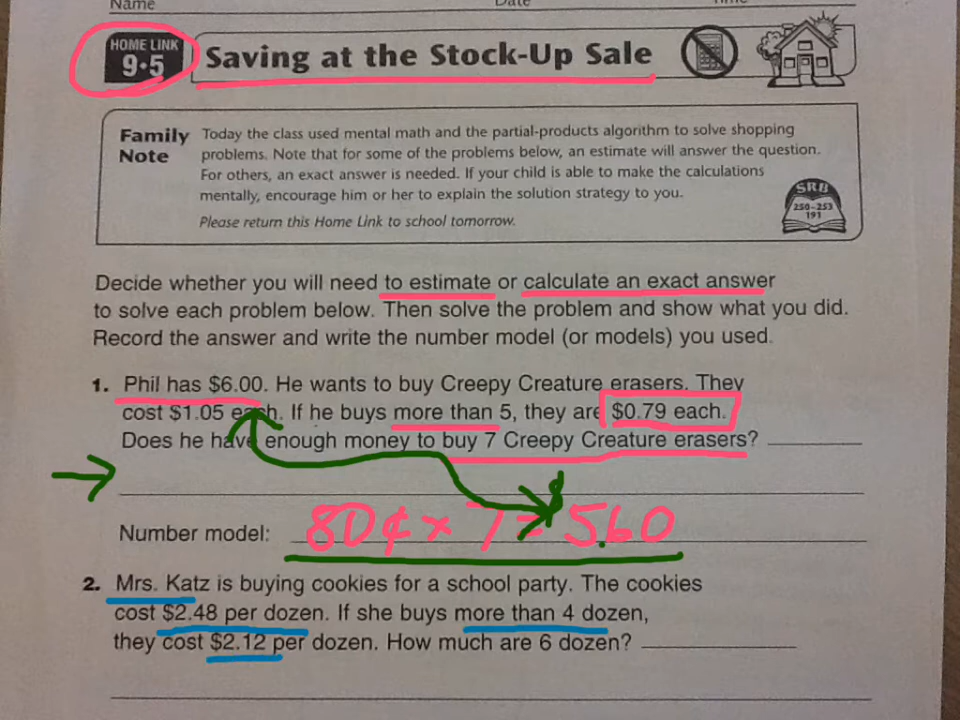 Name Date Time
HOME LINK
9•5
Saving at the Stock-Up Sale
Family
Note
Today the class used mental math and the partial-products algorithm to solve shopping
problems. Note that for some of the problems below, an estimate will answer the question.
For others, an exact answer is needed. If your child is able to make the calculations
mentally, encourage him or her to explain the solution strategy to you.
Please return this Home Link to school tomorrow.
SRB
250–253
191
Decide whether you will need to estimate or calculate an exact answer
to solve each problem below. Then solve the problem and show what you did.
Record the answer and write the number model (or models) you used.
1. Phil has $6.00. He wants to buy Creepy Creature erasers. They
cost $1.05 each. If he buys more than 5, they are $0.79 each.
Does he have enough money to buy 7 Creepy Creature erasers?
Number model: 80¢ × 7 = $5.60
2. Mrs. Katz is buying cookies for a school party. The cookies
cost $2.48 per dozen. If she buys more than 4 dozen,
they cost $2.12 per dozen. How much are 6 dozen?